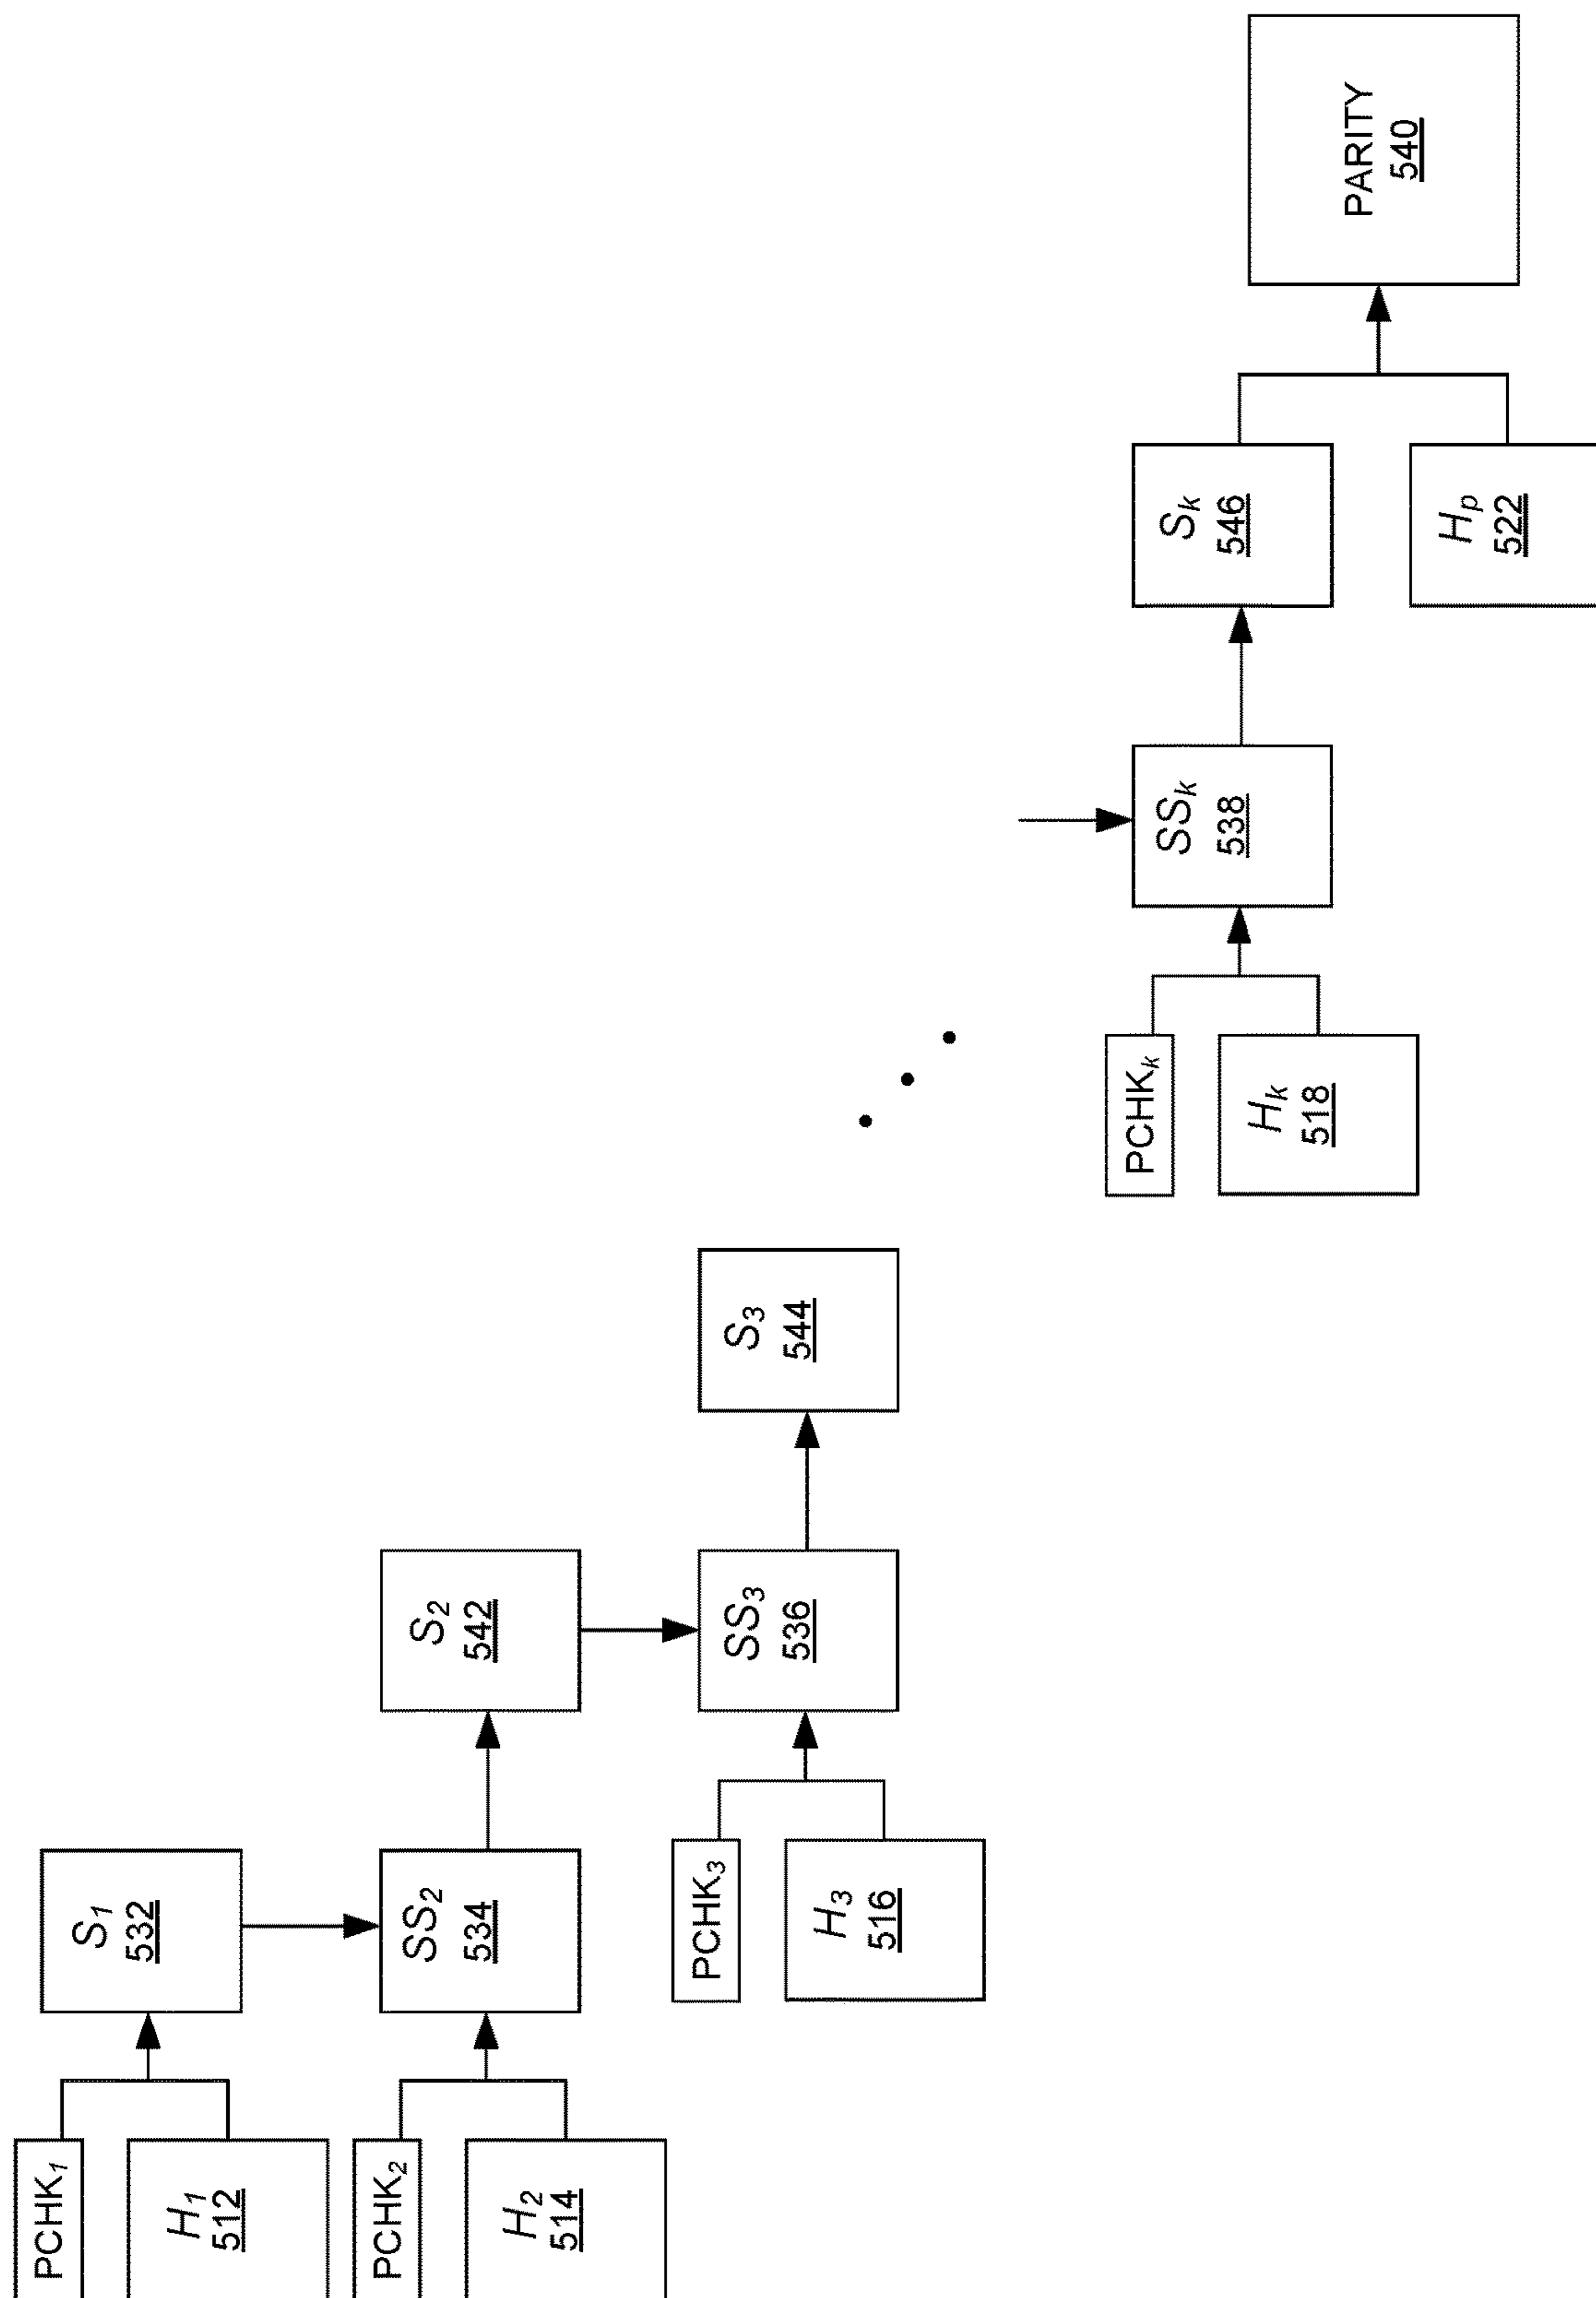 PCHK1
H1
512
S1
532
PCHK2
H2
514
SS2
534
S2
542
PCHK3
H3
516
SS3
536
S3
544
PCHKk
Hk
518
SSk
538
Sk
546
Hp
522
PARITY
540